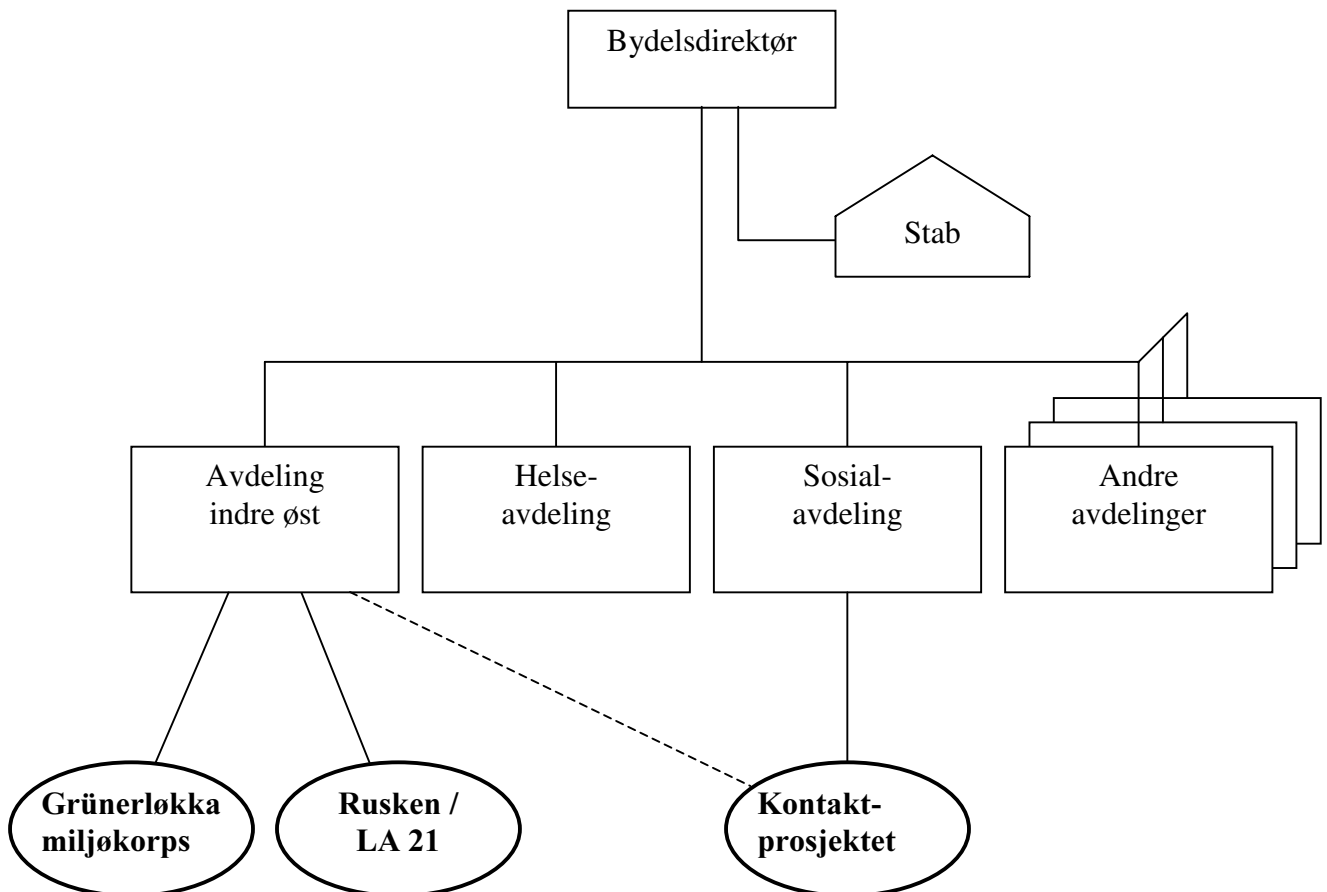 Bydelsdirektør
Stab
Avdeling
indre øst
Helse-
avdeling
Sosial-
avdeling
Andre
avdelinger
Grünerløkka
miljøkorps
Rusken /
LA 21
Kontakt-
prosjektet